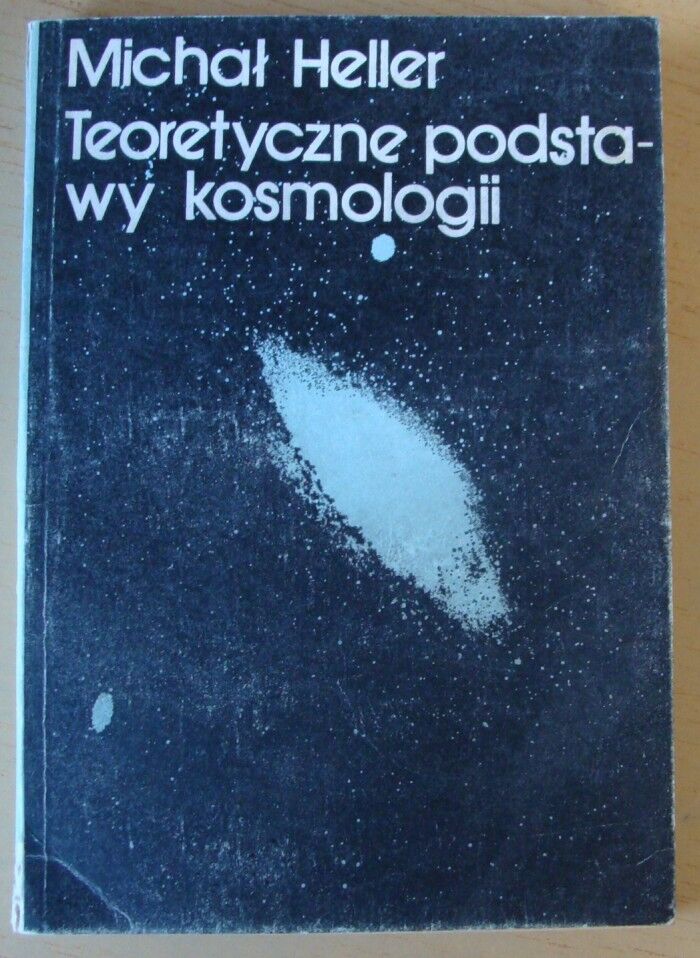 Michał Heller
Teoretyczne podsta-
wy kosmologii